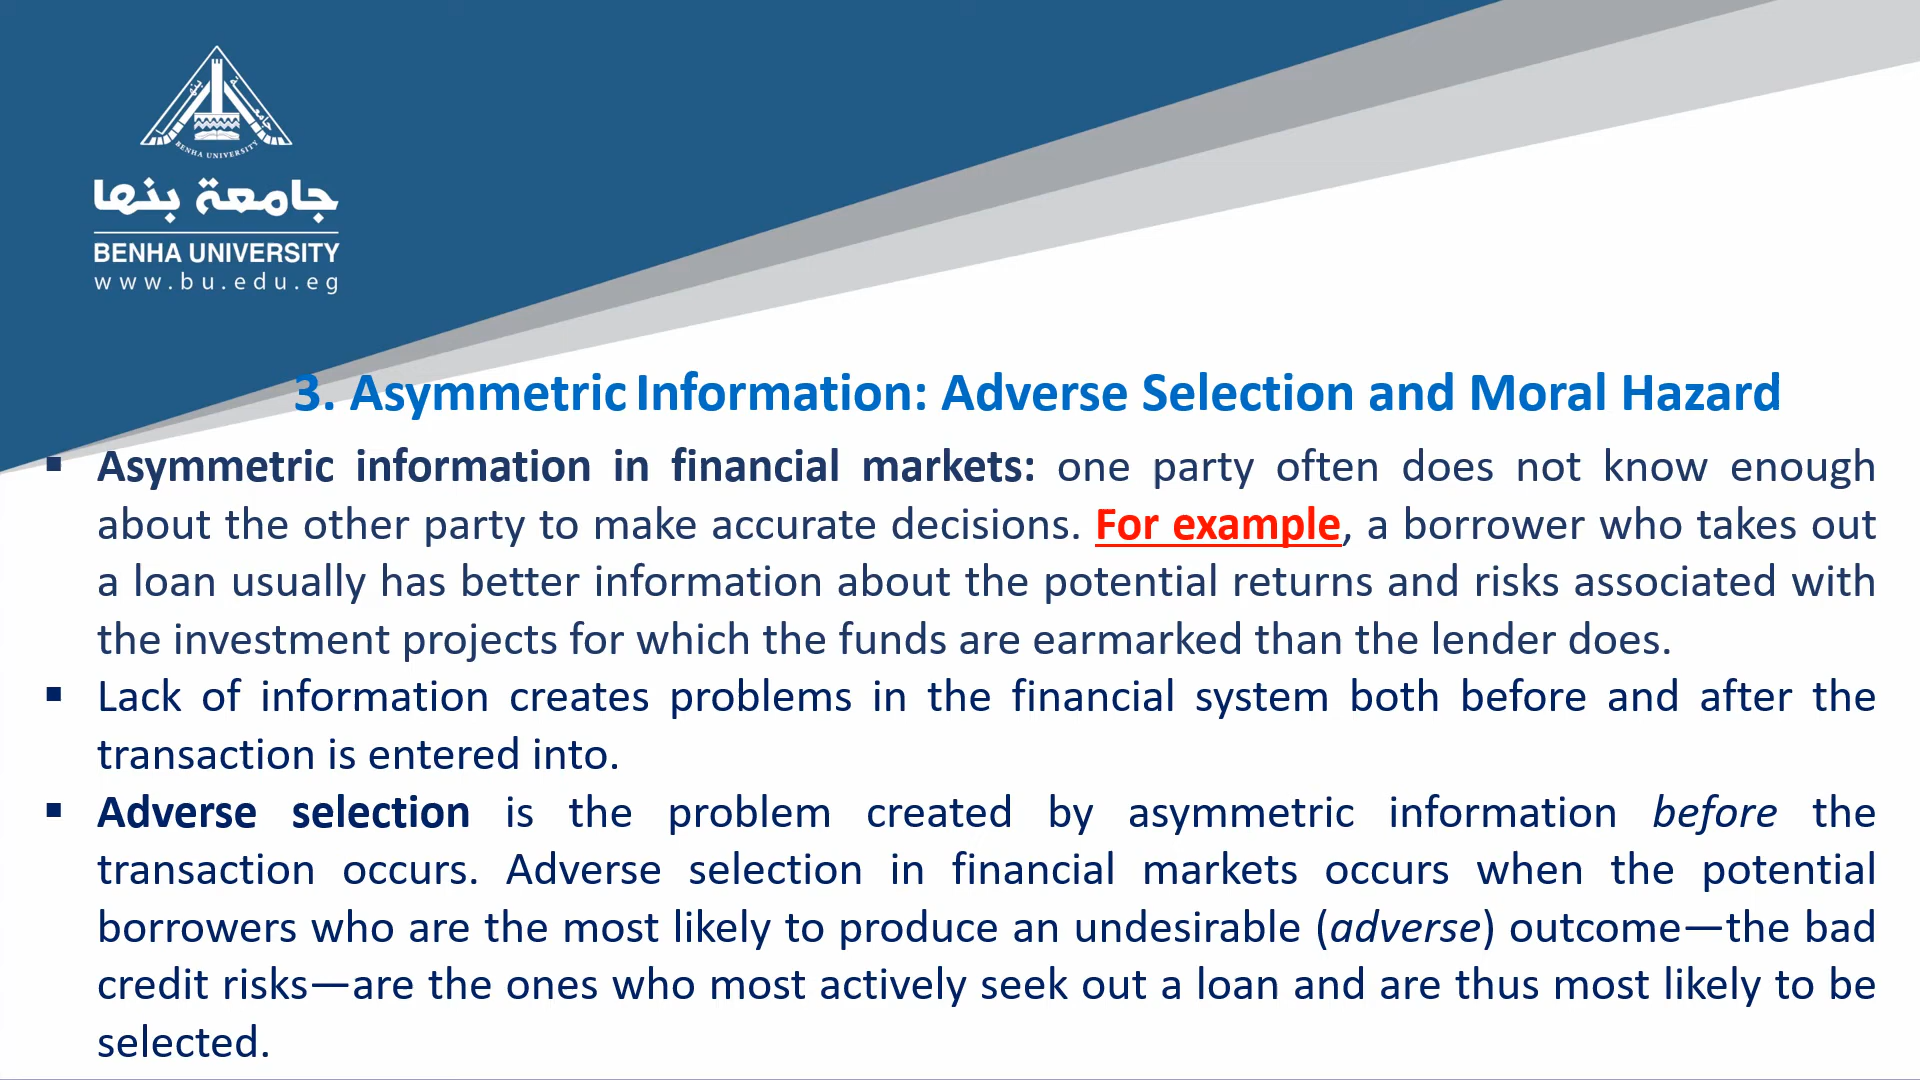 جامعة بنها
BENHA UNIVERSITY
جامعة بنها
BENHA UNIVERSITY
www.bu.edu.eg
3. Asymmetric Information: Adverse Selection and Moral Hazard
▪ Asymmetric information in financial markets: one party often does not know enough
about the other party to make accurate decisions. For example, a borrower who takes out
a loan usually has better information about the potential returns and risks associated with
the investment projects for which the funds are earmarked than the lender does.
▪ Lack of information creates problems in the financial system both before and after the
transaction is entered into.
▪ Adverse selection is the problem created by asymmetric information before the
transaction occurs. Adverse selection in financial markets occurs when the potential
borrowers who are the most likely to produce an undesirable (adverse) outcome—the bad
credit risks—are the ones who most actively seek out a loan and are thus most likely to be
selected.